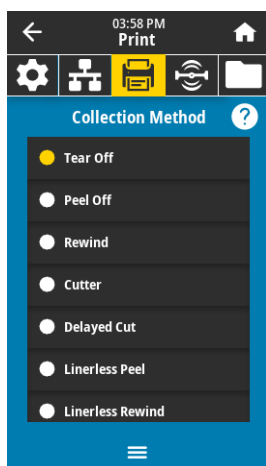 03:58 PM
Print
Collection Method
?
Tear Off
Peel Off
Rewind
Cutter
Delayed Cut
Linerless Peel
Linerless Rewind